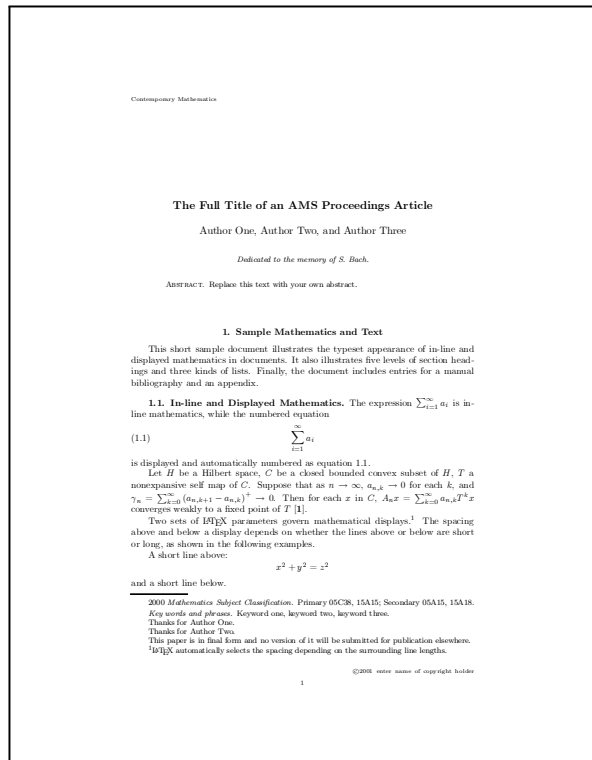 Contemporary Mathematics
The Full Title of an AMS Proceedings Article
Author One, Author Two, and Author Three
Dedicated to the memory of S. Bach.
Abstract. Replace this text with your own abstract.
1. Sample Mathematics and Text
This short sample document illustrates the typeset appearance of in-line and
displayed mathematics in documents. It also illustrates five levels of section head-
ings and three kinds of lists. Finally, the document includes entries for a manual
bibliography and an appendix.
1.1. In-line and Displayed Mathematics. The expression ∑_{i=1}^{∞} a_i is in-
line mathematics, while the numbered equation
(1.1) ∑_{i=1}^{∞} a_i
is displayed and automatically numbered as equation 1.1.
Let H be a Hilbert space, C be a closed bounded convex subset of H, T a
nonexpansive self map of C. Suppose that as n → ∞, a_{n,k} → 0 for each k, and
γ_n = ∑_{k=0}^{∞} (a_{n,k+1} − a_{n,k})^+ → 0. Then for each x in C, A_n x = ∑_{k=0}^{∞} a_{n,k} T^k x
converges weakly to a fixed point of T [1].
Two sets of LATEX parameters govern mathematical displays.¹ The spacing
above and below a display depends on whether the lines above or below are short
or long, as shown in the following examples.
A short line above:
x² + y² = z²
and a short line below.
2000 Mathematics Subject Classification. Primary 05C38, 15A15; Secondary 05A15, 15A18.
Key words and phrases. Keyword one, keyword two, keyword three.
Thanks for Author One.
Thanks for Author Two.
This paper is in final form and no version of it will be submitted for publication elsewhere.
¹LATEX automatically selects the spacing depending on the surrounding line lengths.
©2001 enter name of copyright holder
1